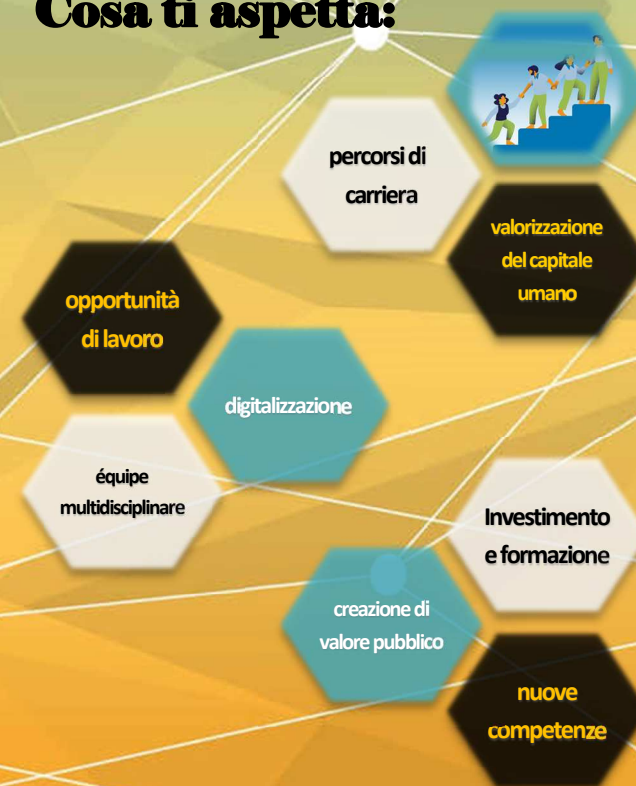 Cosa ti aspetta:
percorsi di
carriera
valorizzazione
del capitale
umano
opportunità
di lavoro
digitalizzazione
équipe
multidisciplinare
Investimento
e formazione
creazione di
valore pubblico
nuove
competenze